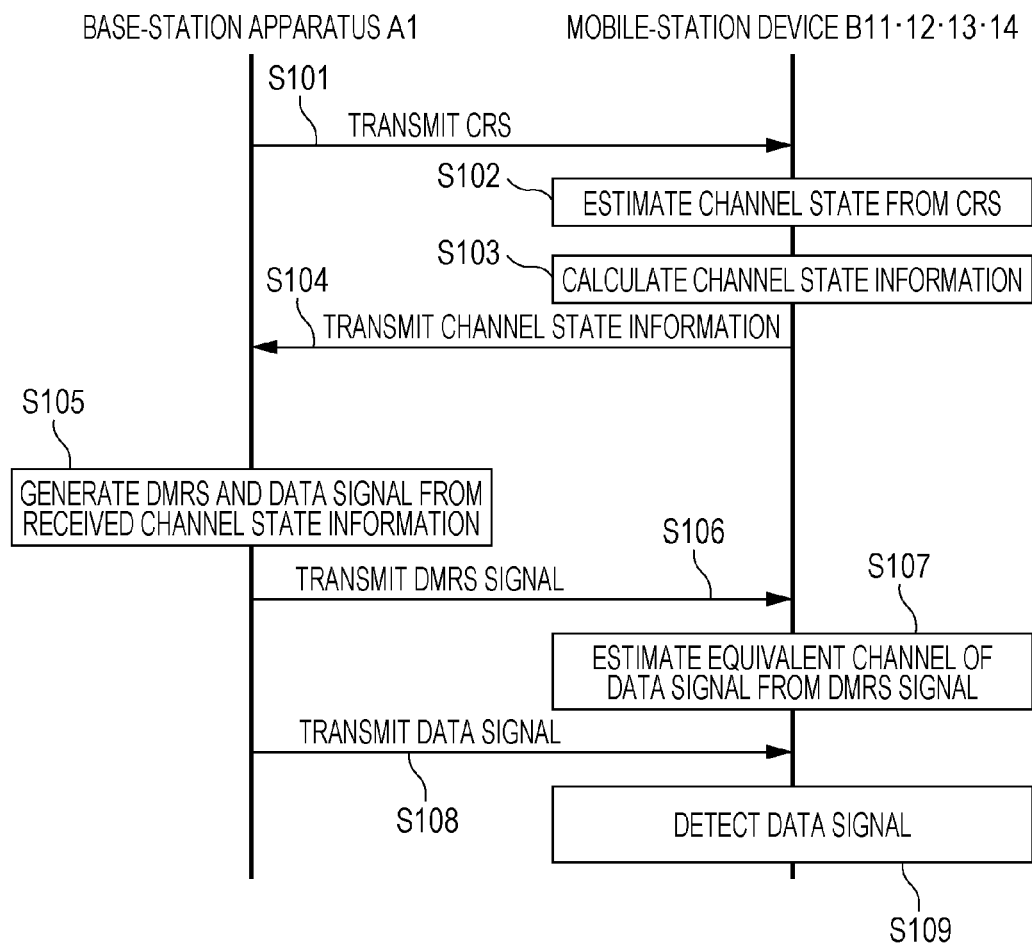 BASE-STATION APPARATUS A1
MOBILE-STATION DEVICE B11·12·13·14
S101
TRANSMIT CRS
S102
ESTIMATE CHANNEL STATE FROM CRS
S103
CALCULATE CHANNEL STATE INFORMATION
S104
TRANSMIT CHANNEL STATE INFORMATION
S105
GENERATE DMRS AND DATA SIGNAL FROM
RECEIVED CHANNEL STATE INFORMATION
S106
TRANSMIT DMRS SIGNAL
S107
ESTIMATE EQUIVALENT CHANNEL OF
DATA SIGNAL FROM DMRS SIGNAL
TRANSMIT DATA SIGNAL
S108
DETECT DATA SIGNAL
S109